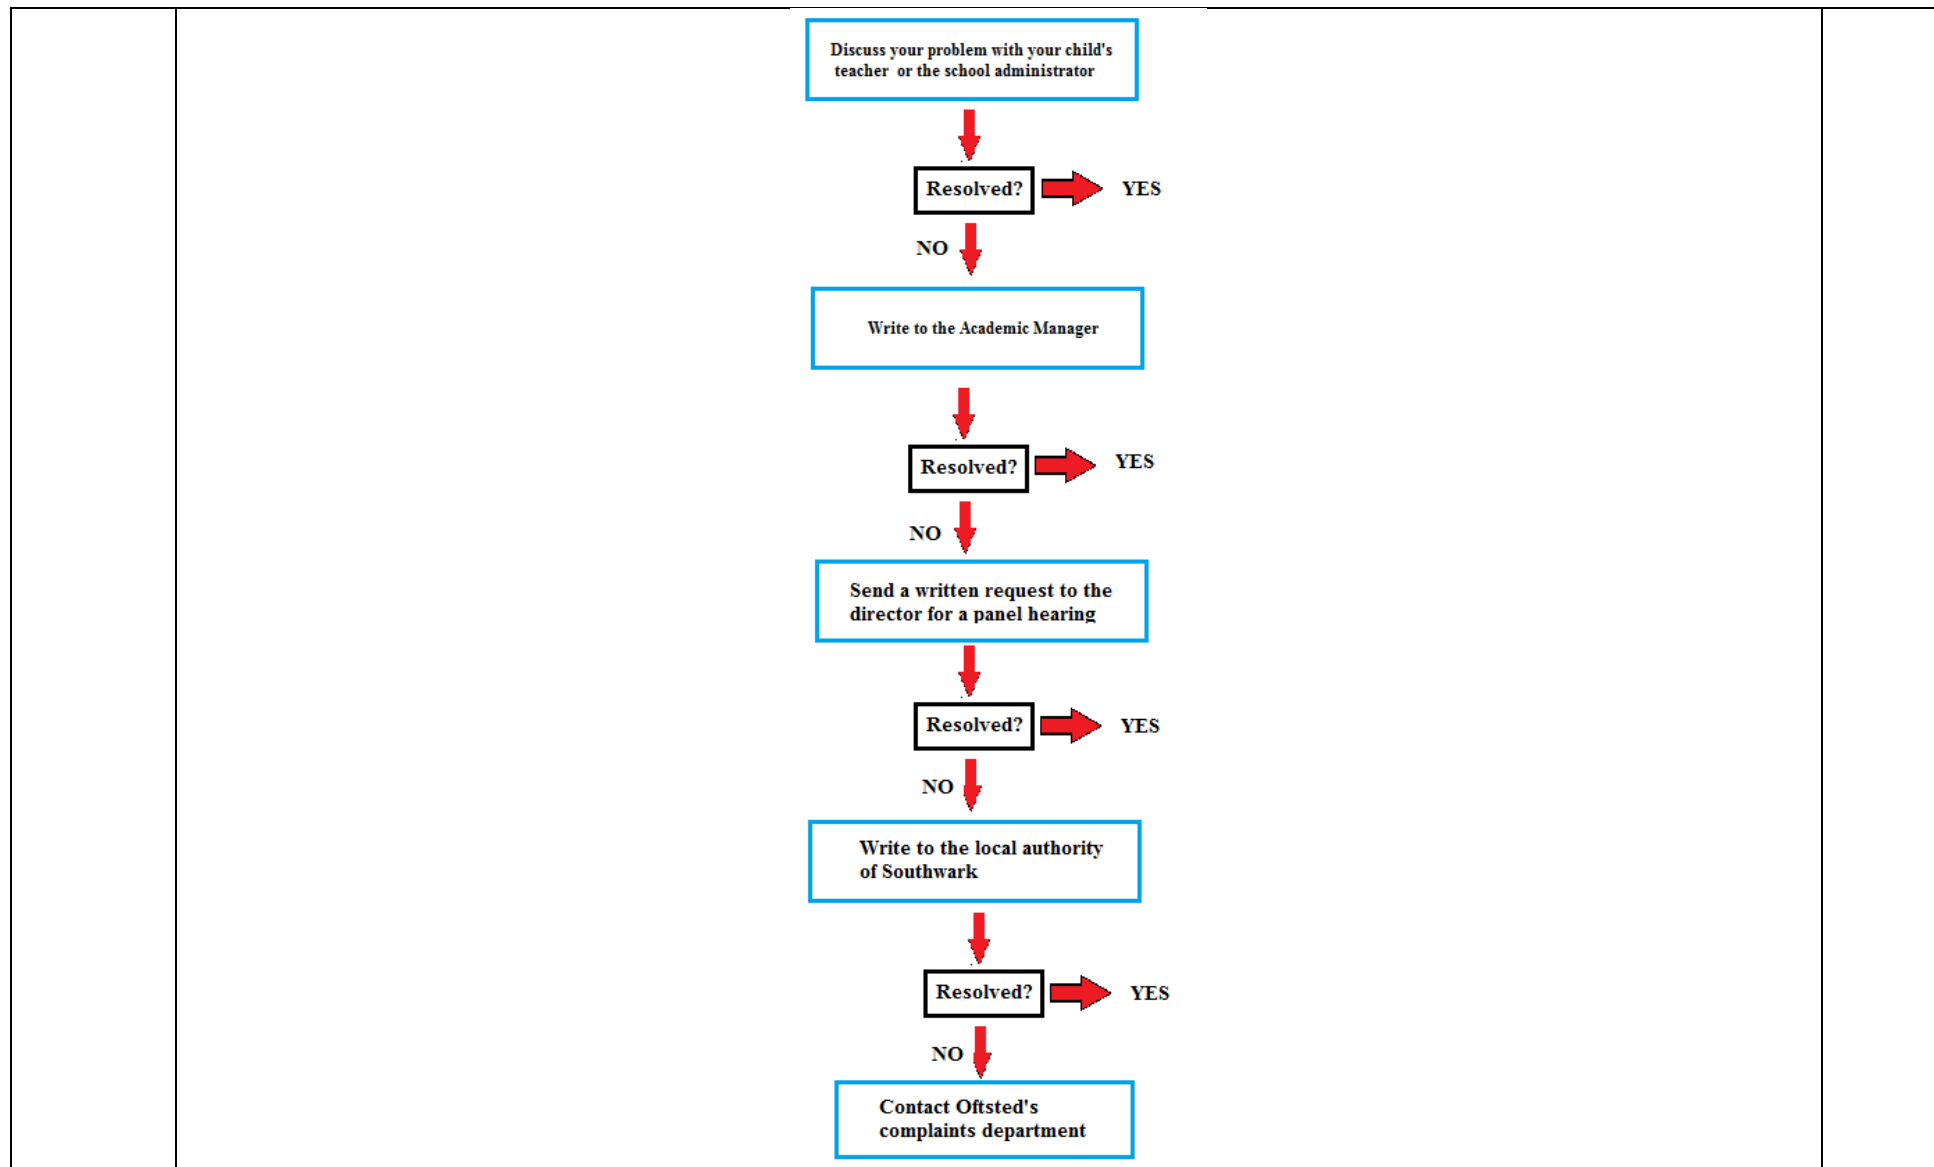 Discuss your problem with your child's
teacher or the school administrator
Resolved?
YES
NO
Write to the Academic Manager
Resolved?
YES
NO
Send a written request to the
director for a panel hearing
Resolved?
YES
NO
Write to the local authority
of Southwark
Resolved?
YES
NO
Contact Oftsted's
complaints department